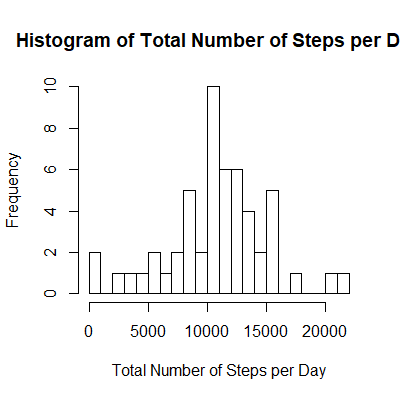 Histogram of Total Number of Steps per D
Frequency
10
8
6
4
2
0
0 5000 10000 15000 20000
Total Number of Steps per Day